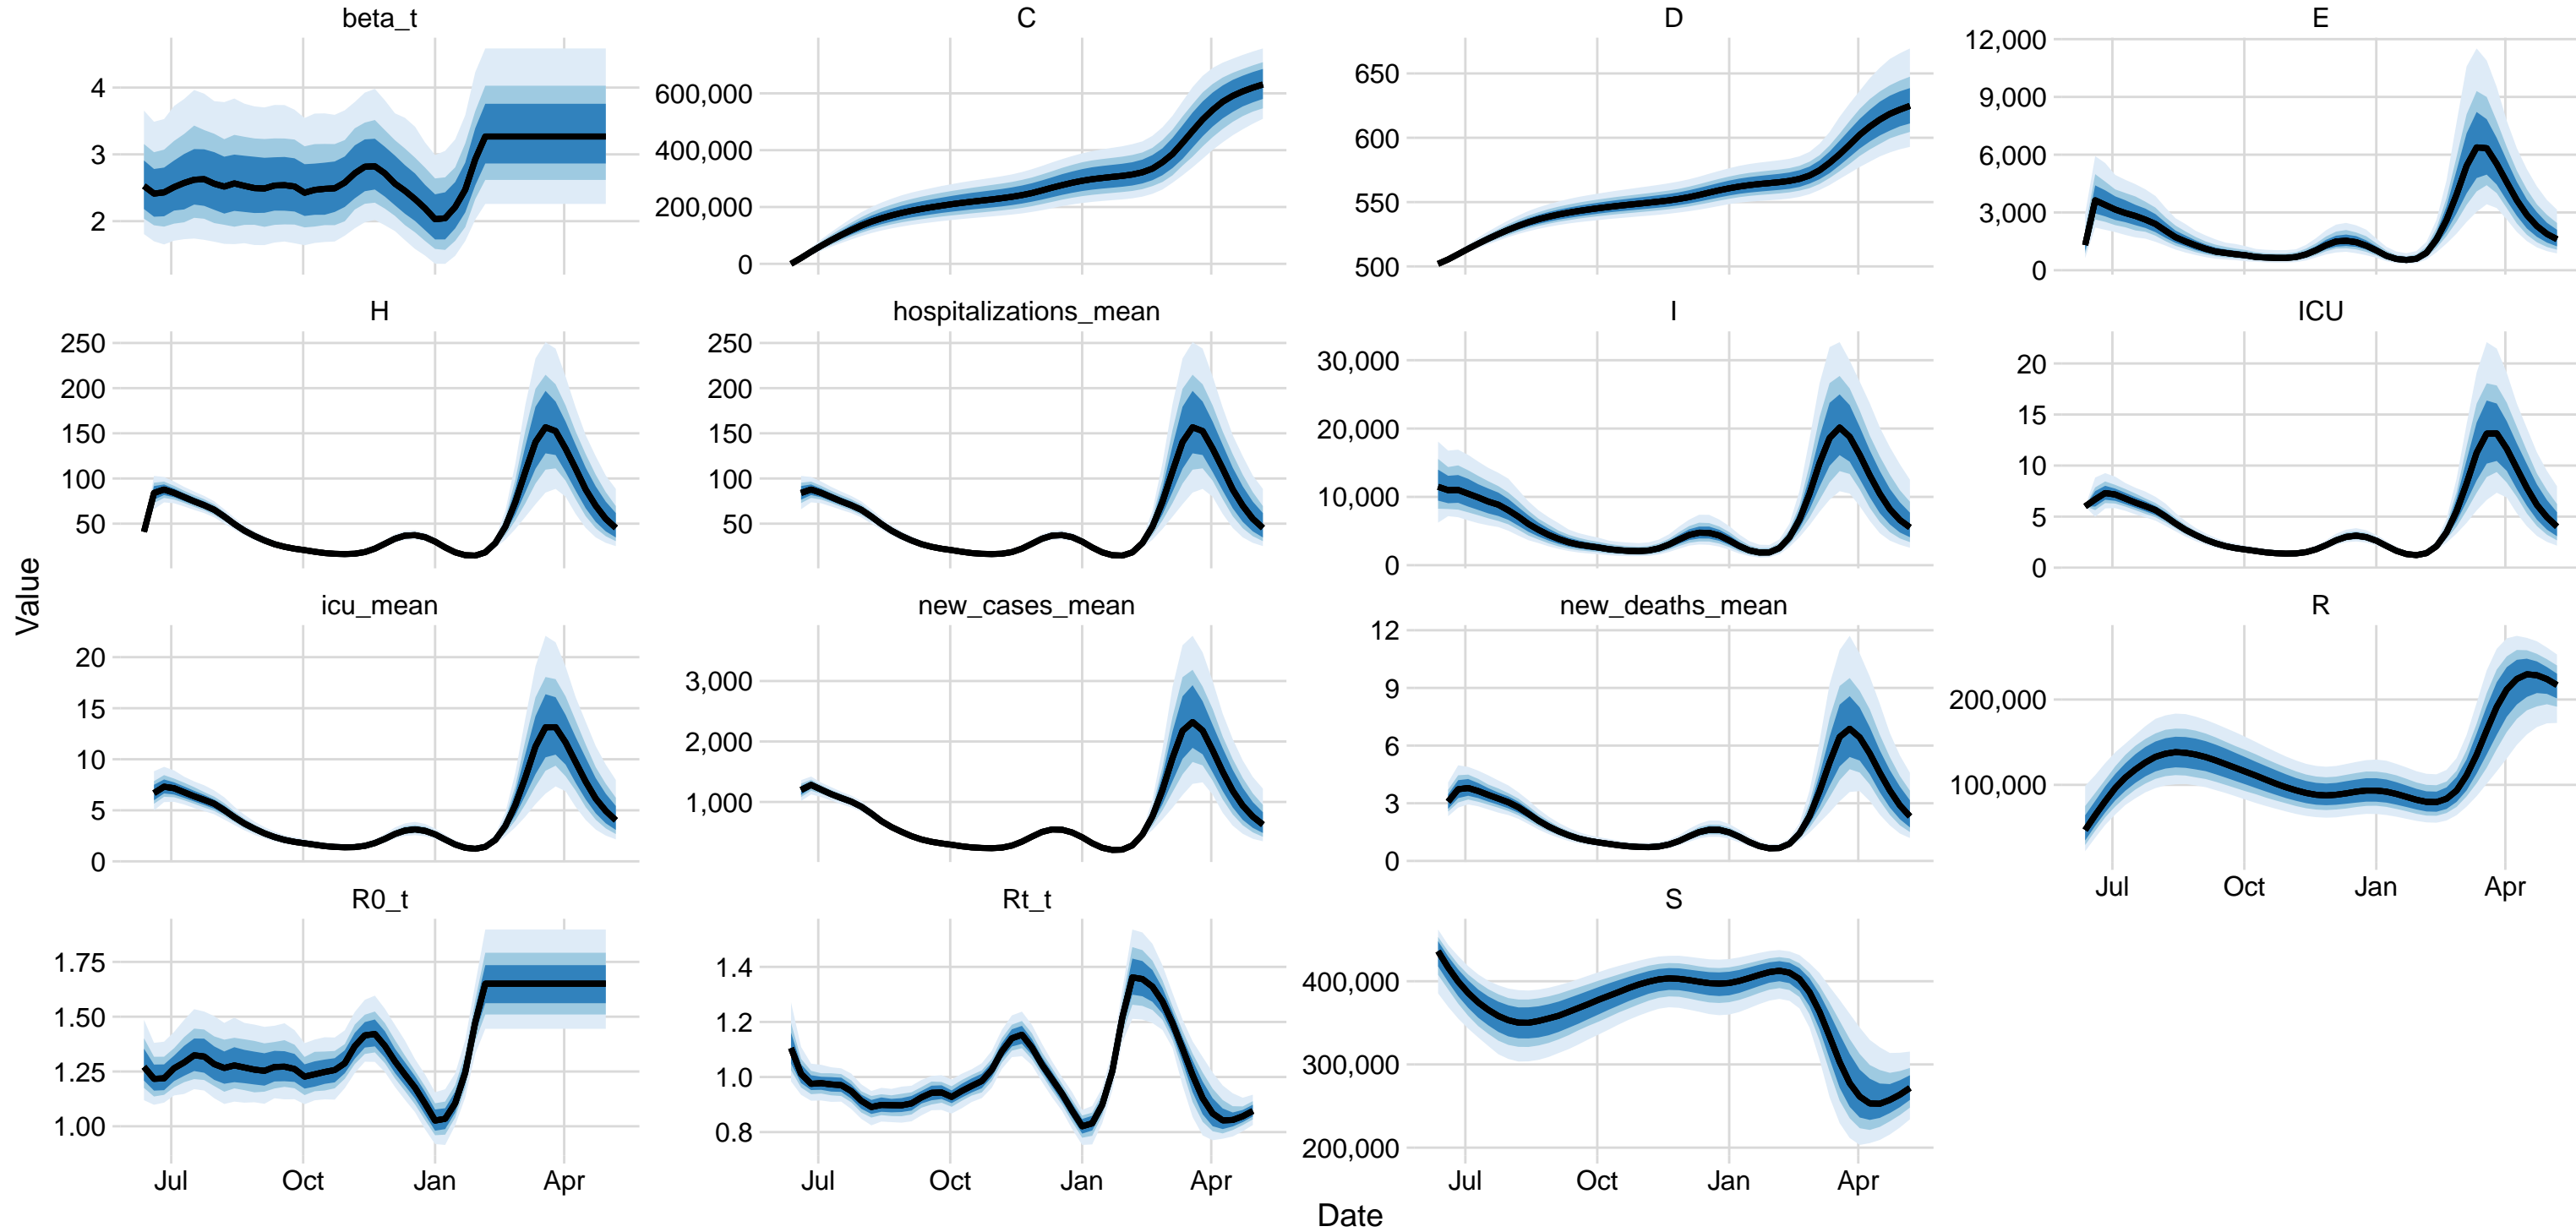 beta_t
C
D
E
4
3
2
600,000
400,000
200,000
0
650
600
550
500
12,000
9,000
6,000
3,000
0
H
hospitalizations_mean
I
ICU
250
200
150
100
50
250
200
150
100
50
30,000
20,000
10,000
0
20
15
10
5
0
Value
icu_mean
new_cases_mean
new_deaths_mean
R
20
15
10
5
0
3,000
2,000
1,000
12
9
6
3
0
200,000
100,000
Jul Oct Jan Apr
R0_t
Rt_t
S
1.75
1.50
1.25
1.00
1.4
1.2
1.0
0.8
400,000
300,000
200,000
Jul Oct Jan Apr
Jul Oct Jan Apr
Jul Oct Jan Apr
Date